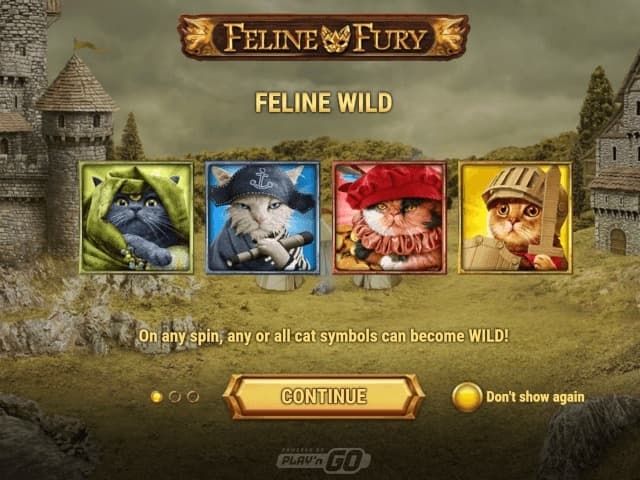 FELINE FURY
FELINE WILD
On any spin, any or all cat symbols can become WILD!
CONTINUE
Don't show again
POWERED BY
PLAY'n GO